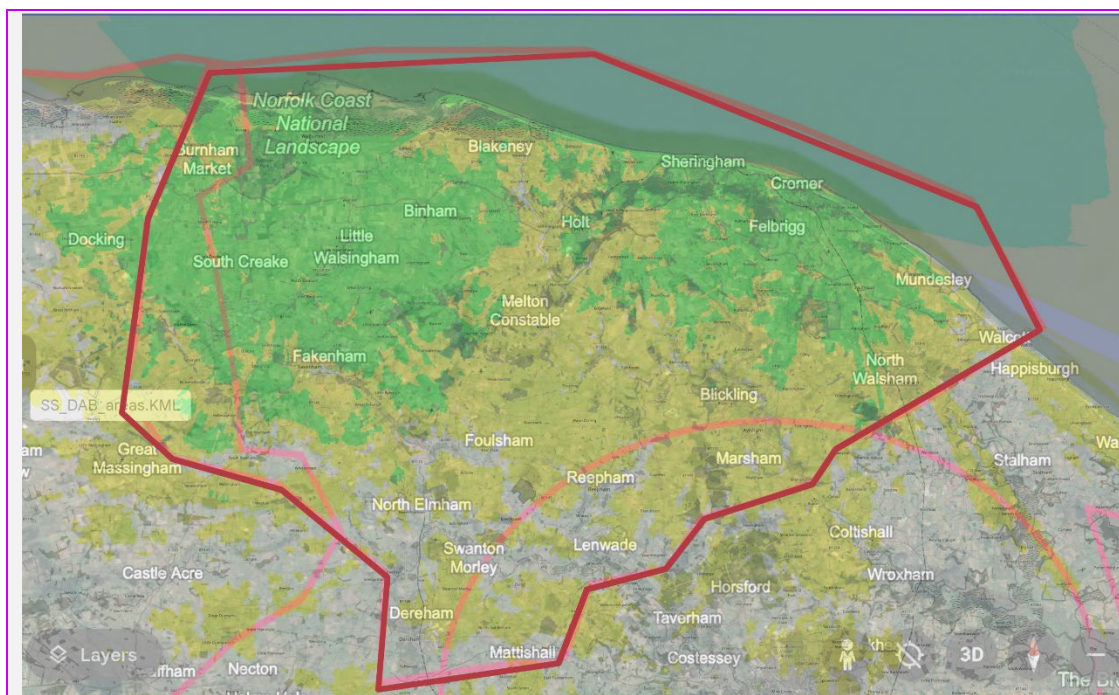 Norfolk Coast
National
Landscape
Burnham
Market
Blakeney
Sheringham
Cromer
Docking
Binham
Holt
Felbrigg
Little
Walsingham
South Creake
Mundesley
Melton
Constable
Walcott
Fakenham
North
Walsham
Happisburgh
Blickling
SS_DAB_areas.KML
Foulsham
Great
Massingham
Marsham
Stalham
Reepham
North Elmham
Coltishall
Swanton
Morley
Lenwade
Castle Acre
Horsford
Wroxham
Dereham
Taverham
Layers
Mattishall
Costessey
3D
Necton